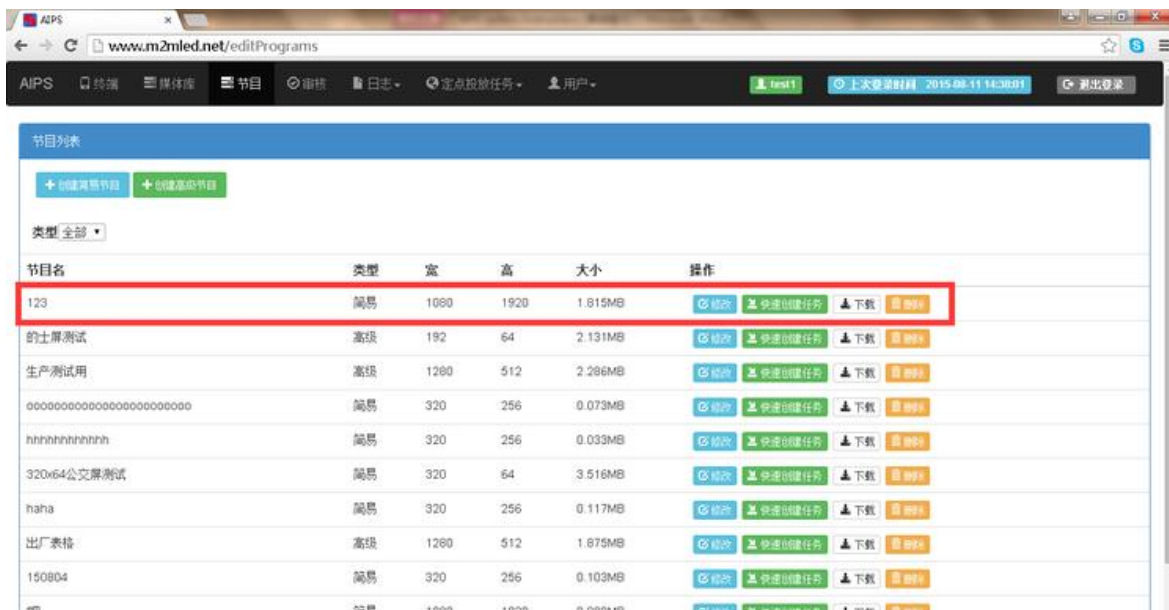 AIPS
www.m2mled.net/editPrograms
AIPS 终端 媒体库 节目 审核 日志 定点投放任务 用户 test1 上次登录时间 2015-08-11 14:38:01 退出登录
节目列表
+ 创建简易节目 + 创建高级节目
类型 全部
节目名 类型 宽 高 大小 操作
123 简易 1080 1920 1.815MB 修改 快速创建任务 下载 删除
的士屏测试 高级 192 64 2.131MB 修改 快速创建任务 下载 删除
生产测试用 高级 1280 512 2.286MB 修改 快速创建任务 下载 删除
简易 320 256 0.073MB 修改 快速创建任务 下载 删除
hhhhhhhhhhhh 简易 320 256 0.033MB 修改 快速创建任务 下载 删除
320x64公交屏测试 简易 320 64 3.516MB 修改 快速创建任务 下载 删除
haha 简易 320 256 0.117MB 修改 快速创建任务 下载 删除
出厂表格 高级 1280 512 1.875MB 修改 快速创建任务 下载 删除
150804 简易 320 256 0.103MB 修改 快速创建任务 下载 删除